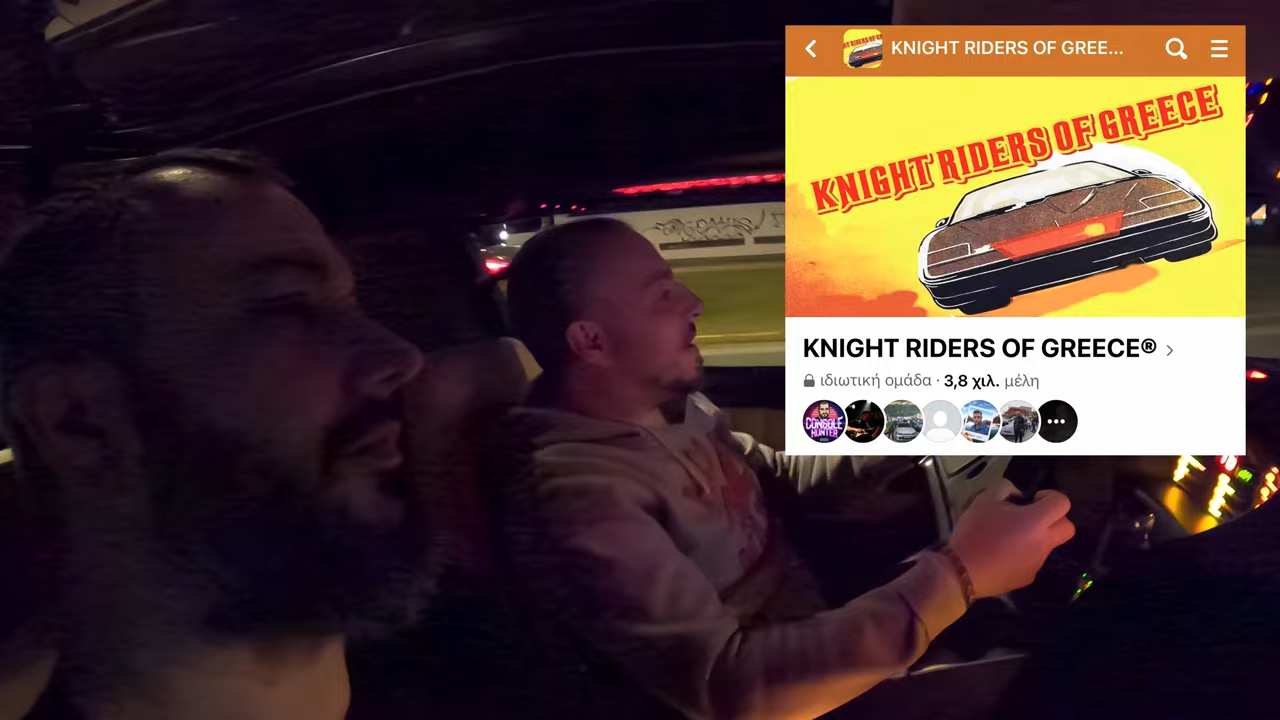 KNIGHT RIDERS OF GREE...
KNIGHT RIDERS OF GREECE
KNIGHT RIDERS OF GREECE®
ιδιωτική ομάδα · 3,8 χιλ. μέλη
CONSOLE
HUNTER